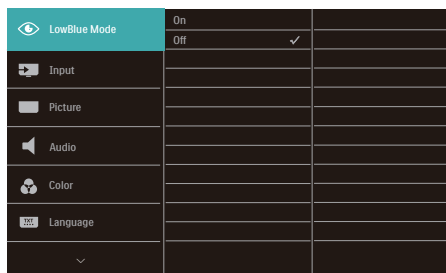 LowBlue Mode
On
Off
Input
Picture
Audio
Color
TXT
Language